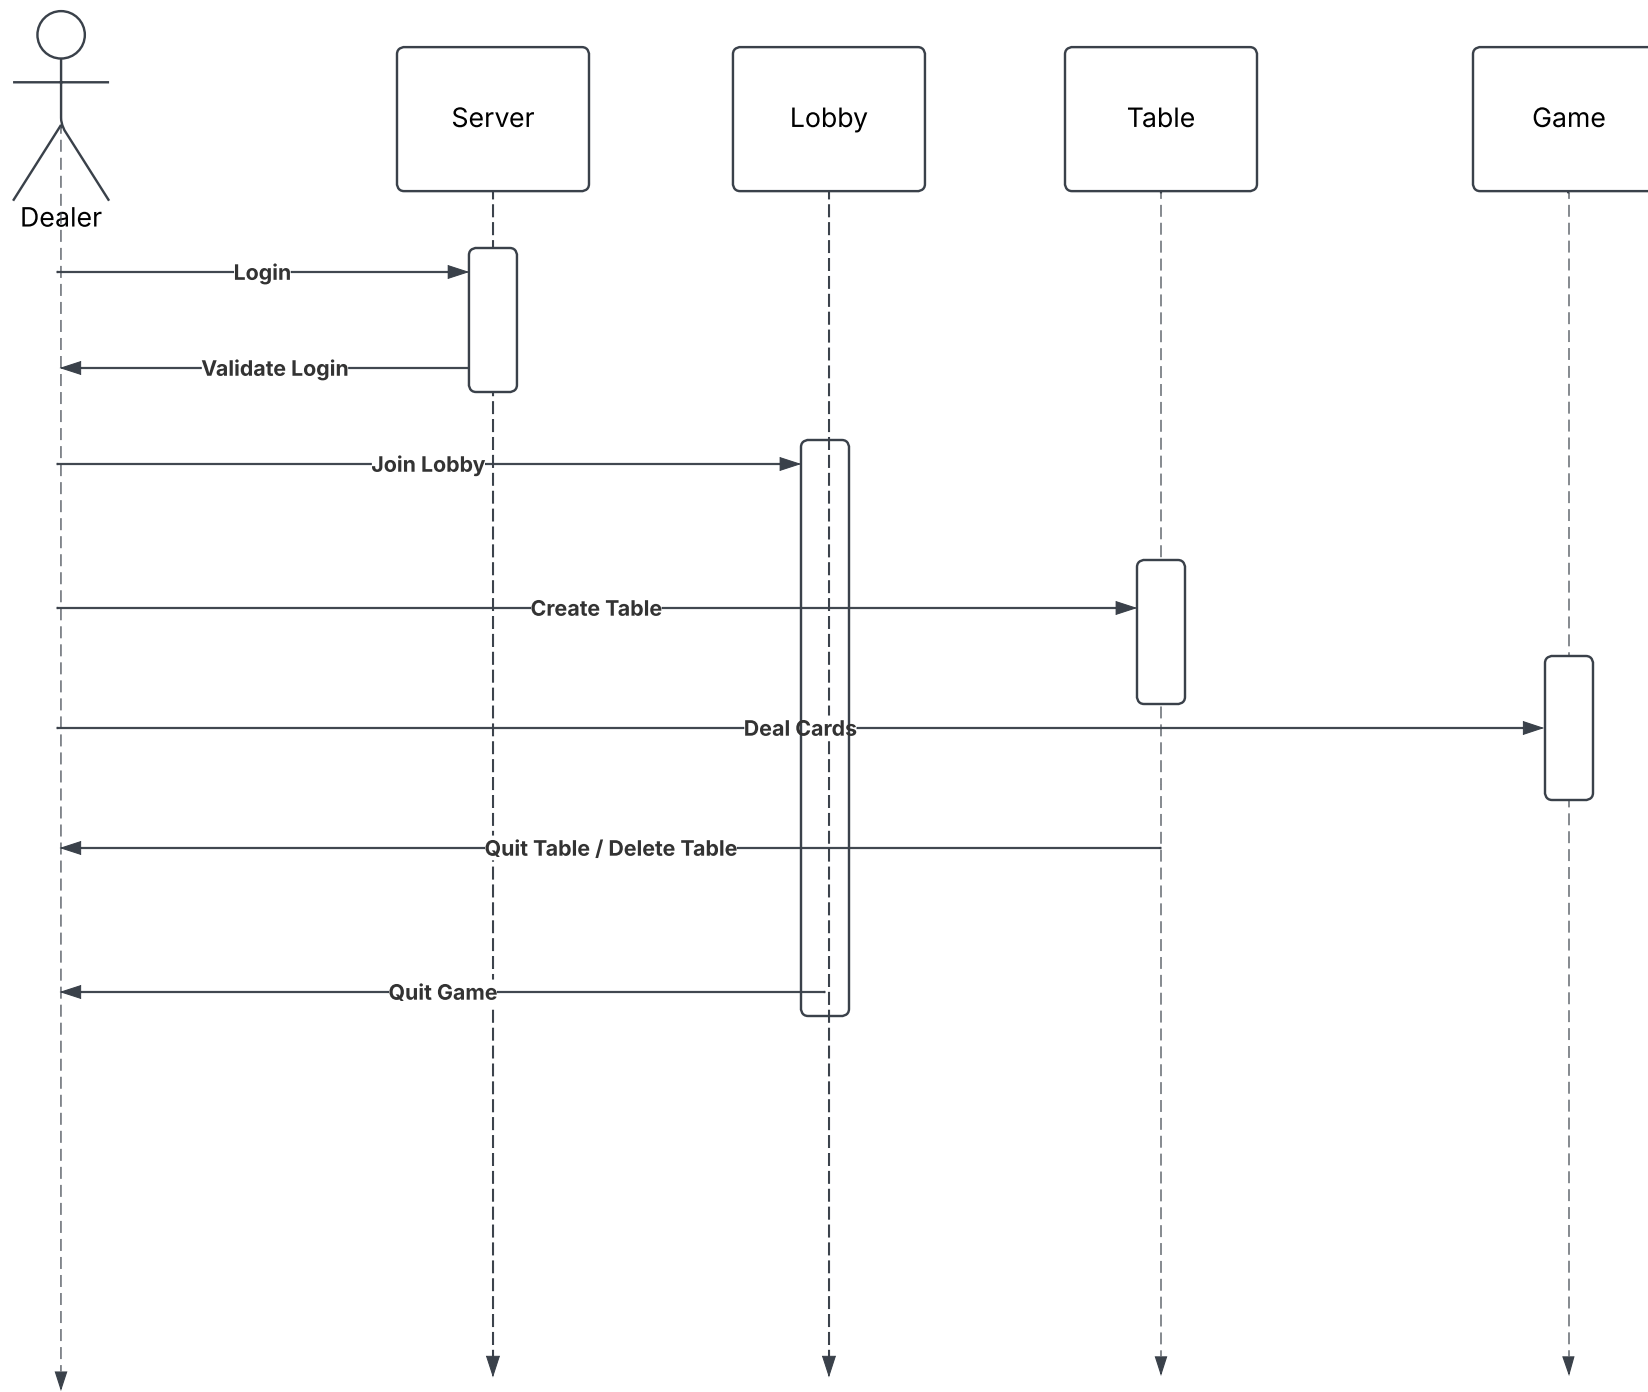 Server
Lobby
Table
Game
Dealer
Login
Validate Login
Join Lobby
Create Table
Deal Cards
Quit Table / Delete Table
Quit Game